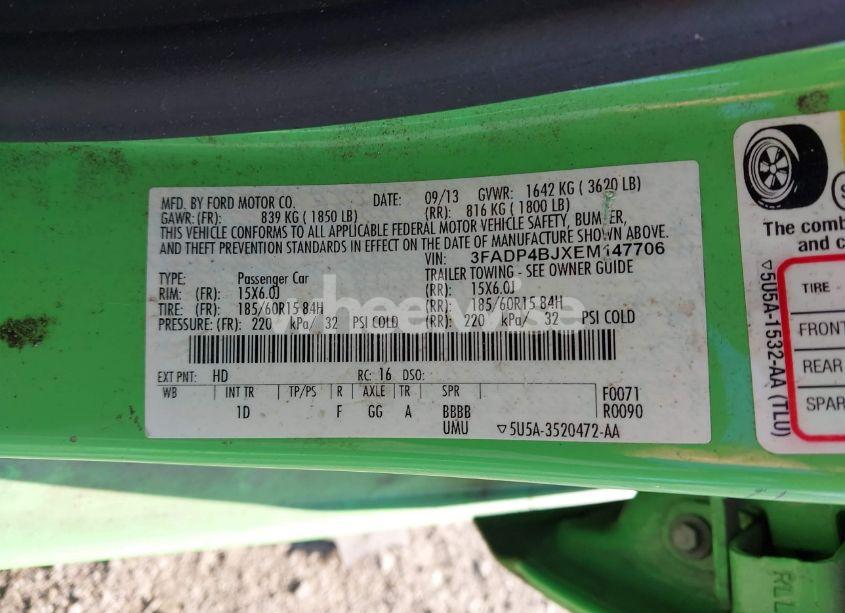 MFD. BY FORD MOTOR CO. DATE: 09/13 GVWR: 1642 KG ( 3620 LB)
GAWR: (FR): 839 KG ( 1850 LB) (RR): 816 KG ( 1800 LB)
THIS VEHICLE CONFORMS TO ALL APPLICABLE FEDERAL MOTOR VEHICLE SAFETY, BUMPER,
AND THEFT PREVENTION STANDARDS IN EFFECT ON THE DATE OF MANUFACTURE SHOWN ABOVE.
VIN: 3FADP4BJXEM147706
TYPE: Passenger Car TRAILER TOWING - SEE OWNER GUIDE
RIM: (FR): 15X6.0J (RR): 15X6.0J
TIRE: (FR): 185/60R15 84H (RR): 185/60R15 84H
PRESSURE: (FR): 220 kPa/ 32 PSI COLD (RR): 220 kPa/ 32 PSI COLD
EXT PNT: HD RC: 16 DSO:
WB INT TR TP/PS R AXLE TR SPR F0071
1D F GG A BBBB R0090
UMU ▽5U5A-3520472-AA
wheelwise
The comb
and c
TIRE
FRONT
REAR
SPAR
▽5U5A-1532-AA (TLU)